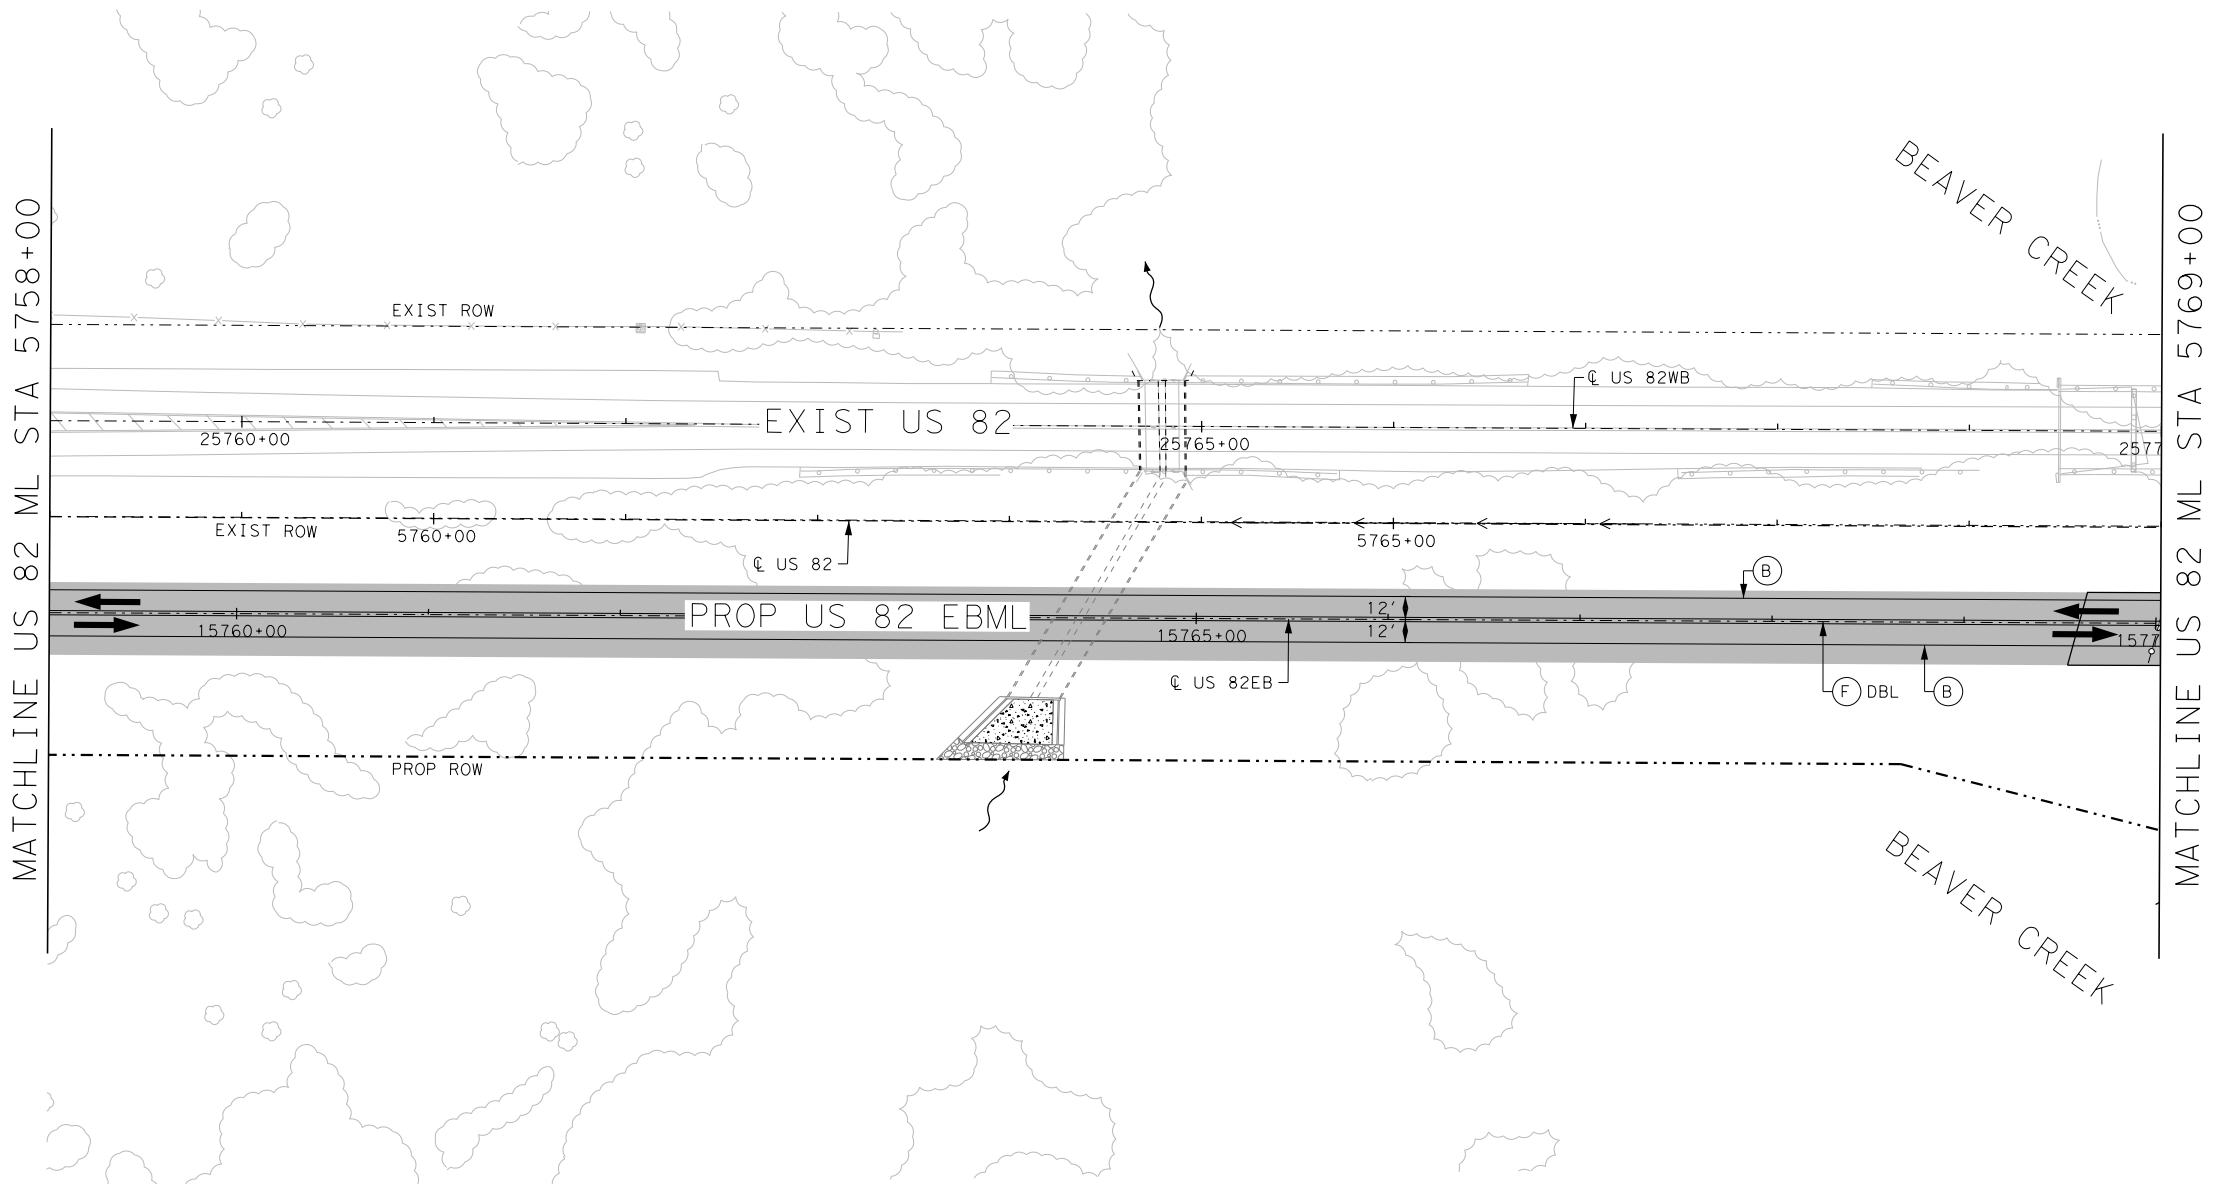 MATCHLINE US 82 ML STA 5758+00
BEAVER CREEK
MATCHLINE US 82 ML STA 5769+00
EXIST ROW
℄ US 82WB
EXIST US 82
25760+00
25765+00
2577
EXIST ROW
5760+00
℄ US 82
5765+00
B
PROP US 82 EBML
12'
12'
15760+00
15765+00
1577
℄ US 82EB
F DBL
B
PROP ROW
BEAVER CREEK